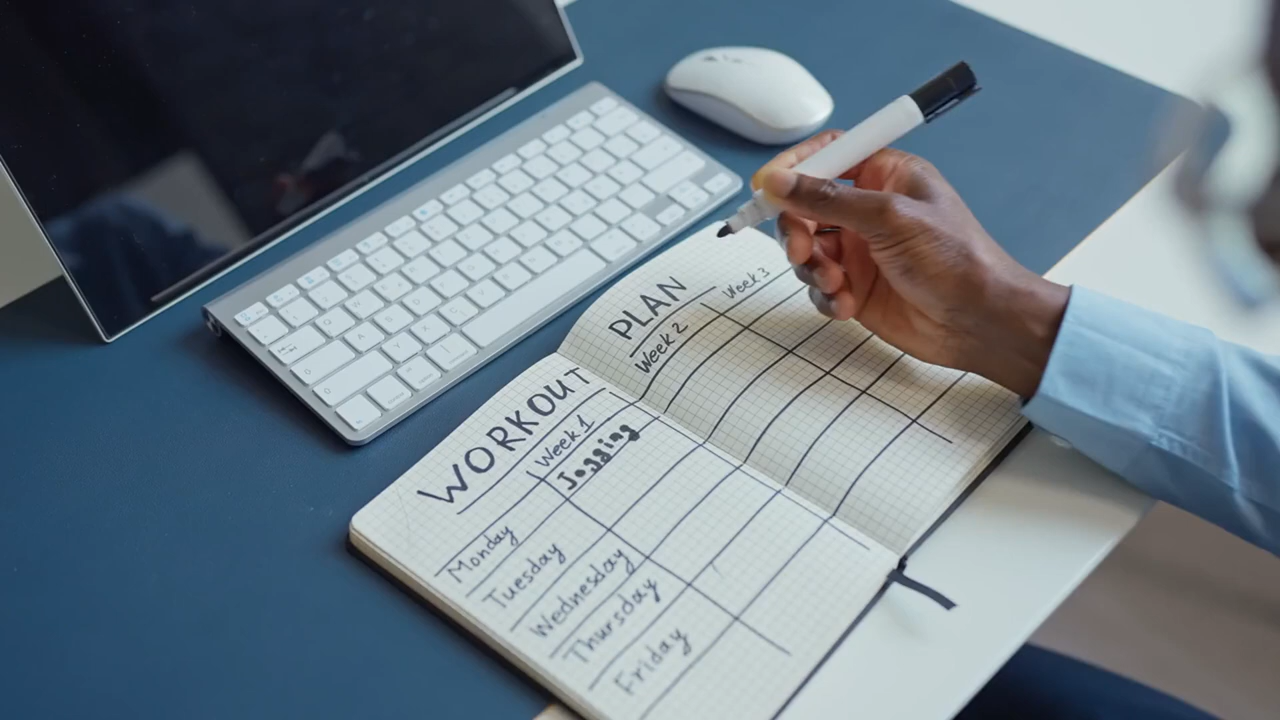 WORKOUT PLAN
Week 1 Week 2 Week 3
Monday Jogging
Tuesday
Wednesday
Thursday
Friday